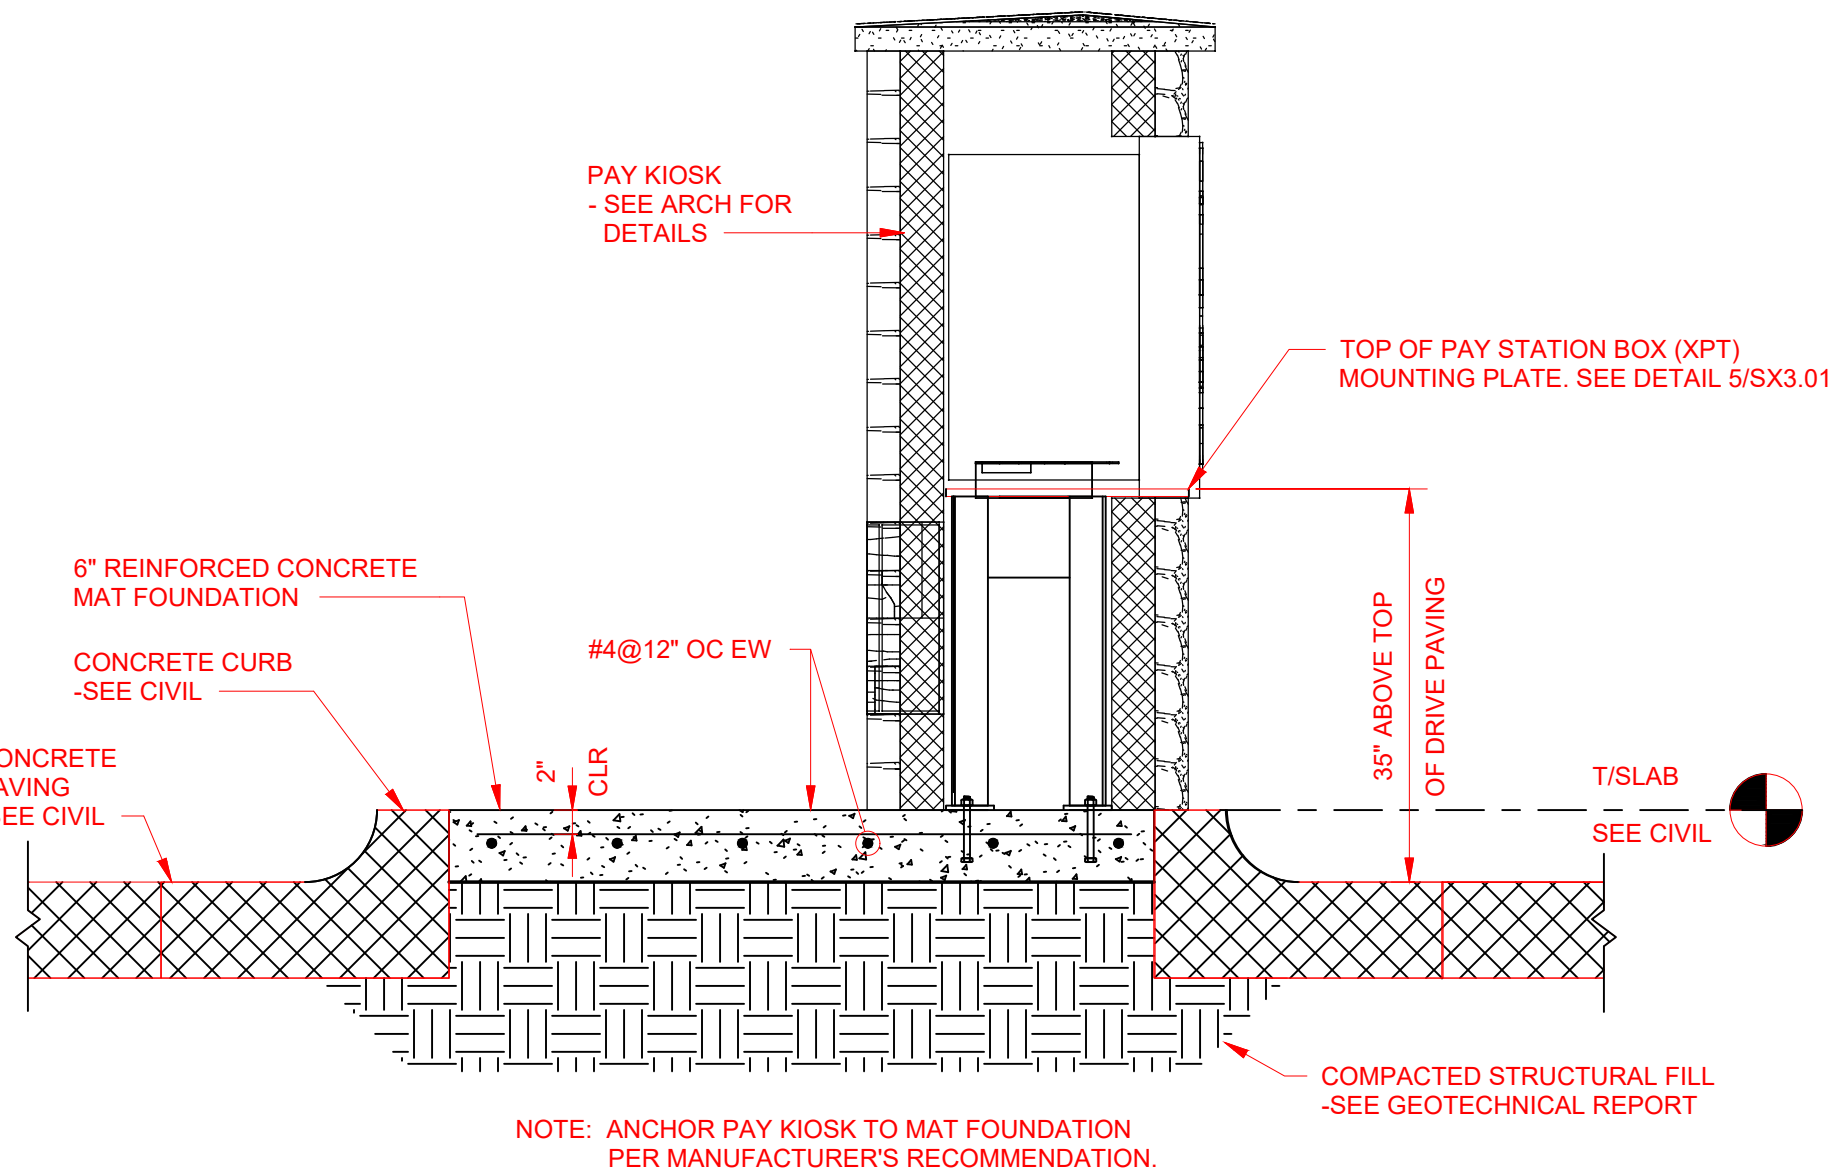 PAY KIOSK
- SEE ARCH FOR
DETAILS
TOP OF PAY STATION BOX (XPT)
MOUNTING PLATE. SEE DETAIL 5/SX3.01
6" REINFORCED CONCRETE
MAT FOUNDATION
#4@12" OC EW
CONCRETE CURB
-SEE CIVIL
ONCRETE
AVING
SEE CIVIL
2"
CLR
35" ABOVE TOP
OF DRIVE PAVING
T/SLAB
SEE CIVIL
COMPACTED STRUCTURAL FILL
-SEE GEOTECHNICAL REPORT
NOTE: ANCHOR PAY KIOSK TO MAT FOUNDATION
PER MANUFACTURER'S RECOMMENDATION.